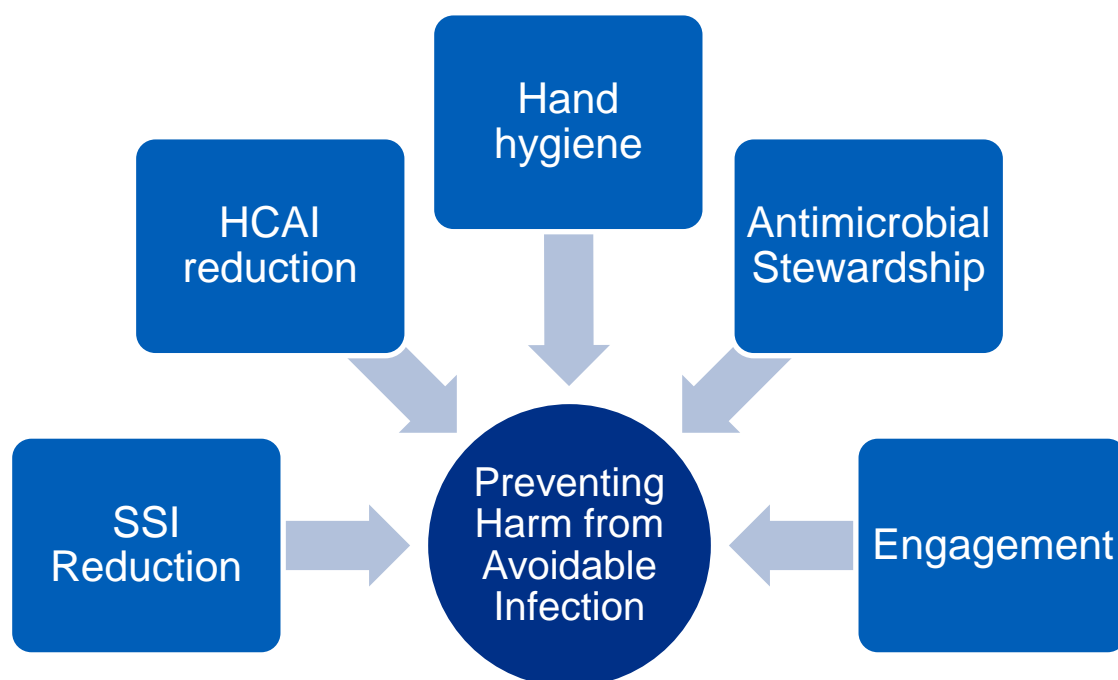 Hand
hygiene
HCAI
reduction
Antimicrobial
Stewardship
SSI
Reduction
Preventing
Harm from
Avoidable
Infection
Engagement